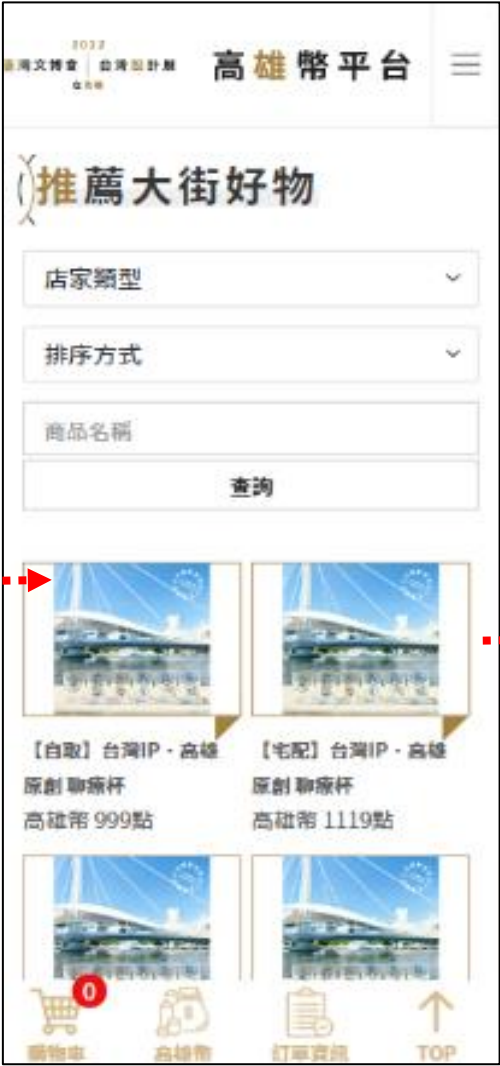 2022
臺灣文博會 | 台灣設計展
在高雄
高雄幣平台
推薦大街好物
店家類型
排序方式
商品名稱
查詢
【自取】台灣IP・高雄
原創 聊療杯
高雄幣 999點
【宅配】台灣IP・高雄
原創 聊療杯
高雄幣 1119點
0
購物車
高雄幣
訂單資訊
TOP